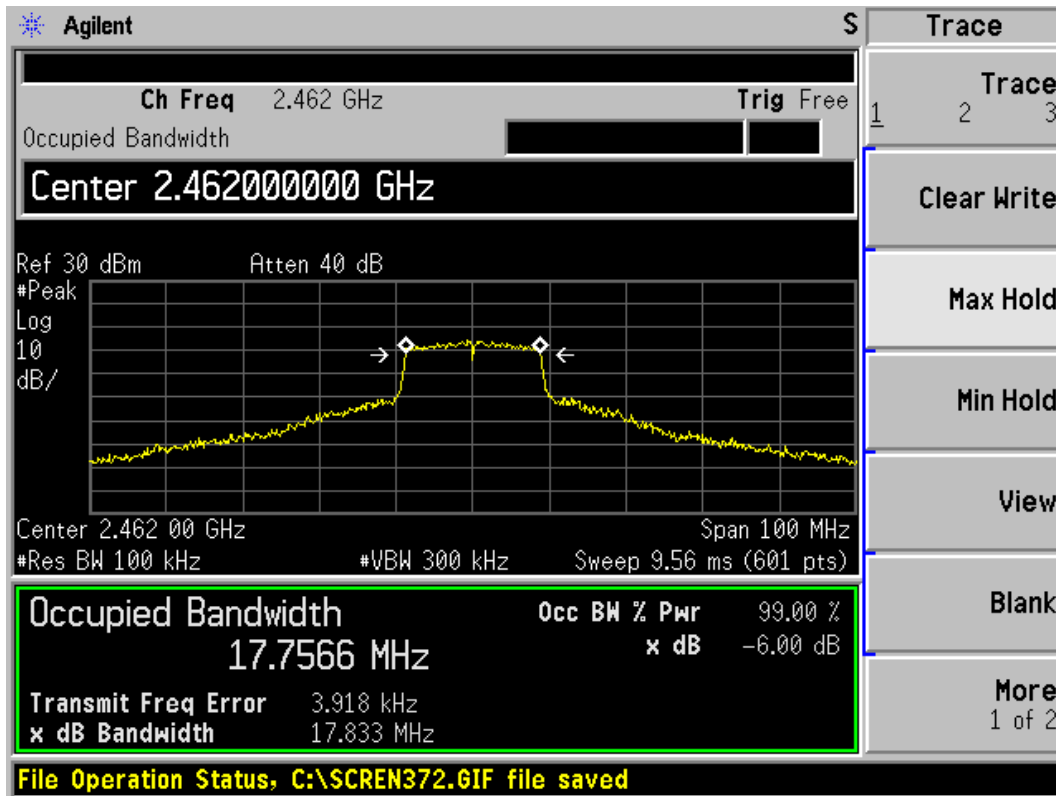 Agilent S Trace
Ch Freq 2.462 GHz Trig Free
Occupied Bandwidth
Center 2.462000000 GHz
Ref 30 dBm Atten 40 dB
#Peak
Log
10
dB/
Center 2.462 00 GHz Span 100 MHz
#Res BW 100 kHz #VBW 300 kHz Sweep 9.56 ms (601 pts)
Occupied Bandwidth
17.7566 MHz
Occ BW % Pwr 99.00 %
x dB -6.00 dB
Transmit Freq Error 3.918 kHz
x dB Bandwidth 17.833 MHz
File Operation Status, C:\SCREN372.GIF file saved
Trace
1 2 3
Clear Write
Max Hold
Min Hold
View
Blank
More
1 of 2